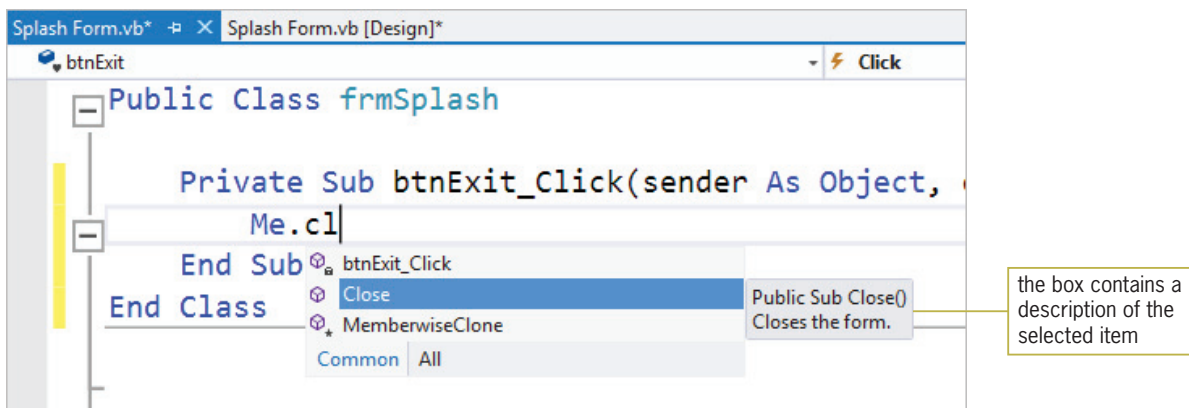 Splash Form.vb* Splash Form.vb [Design]*
btnExit Click
Public Class frmSplash
Private Sub btnExit_Click(sender As Object,
Me.cl
End Sub
End Class
btnExit_Click
Close
MemberwiseClone
Common All
Public Sub Close()
Closes the form.
the box contains a
description of the
selected item